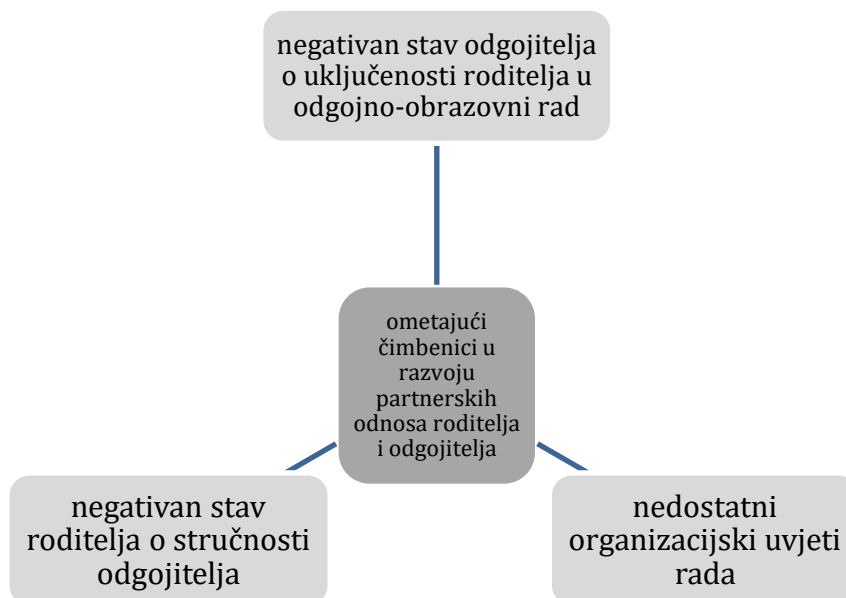 negativan stav odgojitelja
o uključenosti roditelja u
odgojno-obrazovni rad
ometajući
čimbenici u
razvoju
partnerskih
odnosa roditelja
i odgojitelja
negativan stav
roditelja o stručnosti
odgojitelja
nedostatni
organizacijski uvjeti
rada